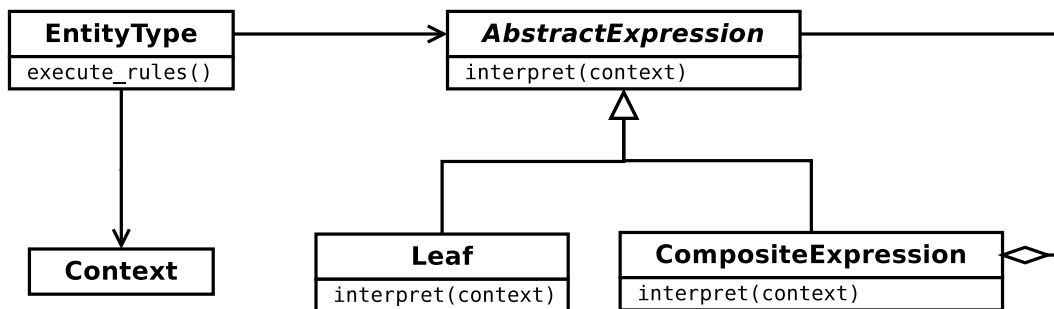 EntityType
execute_rules()
AbstractExpression
interpret(context)
Context
Leaf
interpret(context)
CompositeExpression
interpret(context)